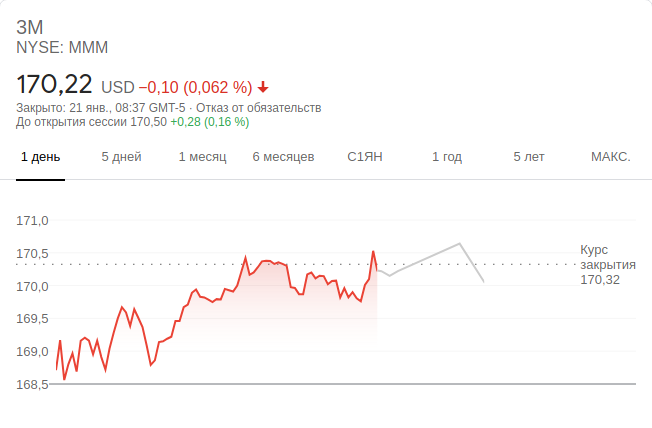 3M
NYSE: MMM
170,22 USD −0,10 (0,062 %)
Закрыто: 21 янв., 08:37 GMT-5 · Отказ от обязательств
До открытия сессии 170,50 +0,28 (0,16 %)
1 день 5 дней 1 месяц 6 месяцев С1ЯН 1 год 5 лет МАКС.
171,0
170,5
170,0
169,5
169,0
168,5
Курс
закрытия
170,32